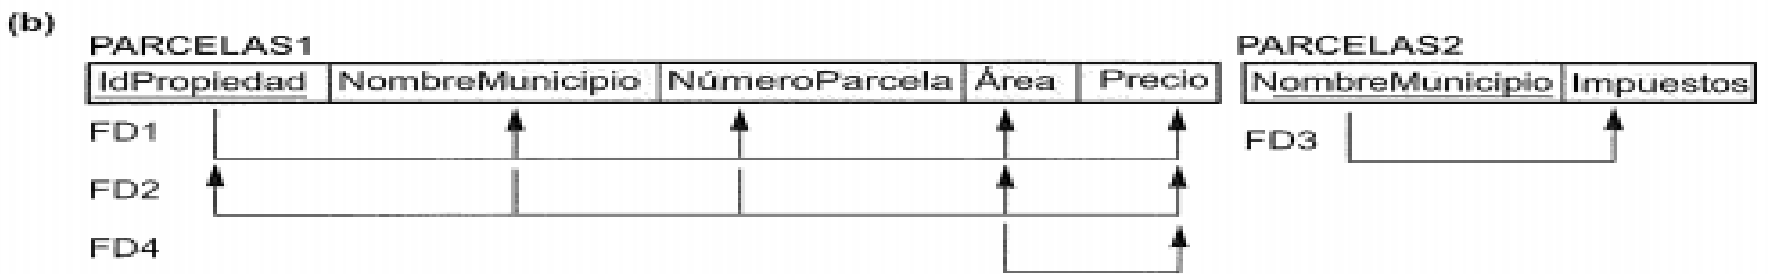 (b)
PARCELAS1 PARCELAS2
IdPropiedad NombreMunicipio NúmeroParcela Área Precio NombreMunicipio Impuestos
FD1 FD3
FD2
FD4